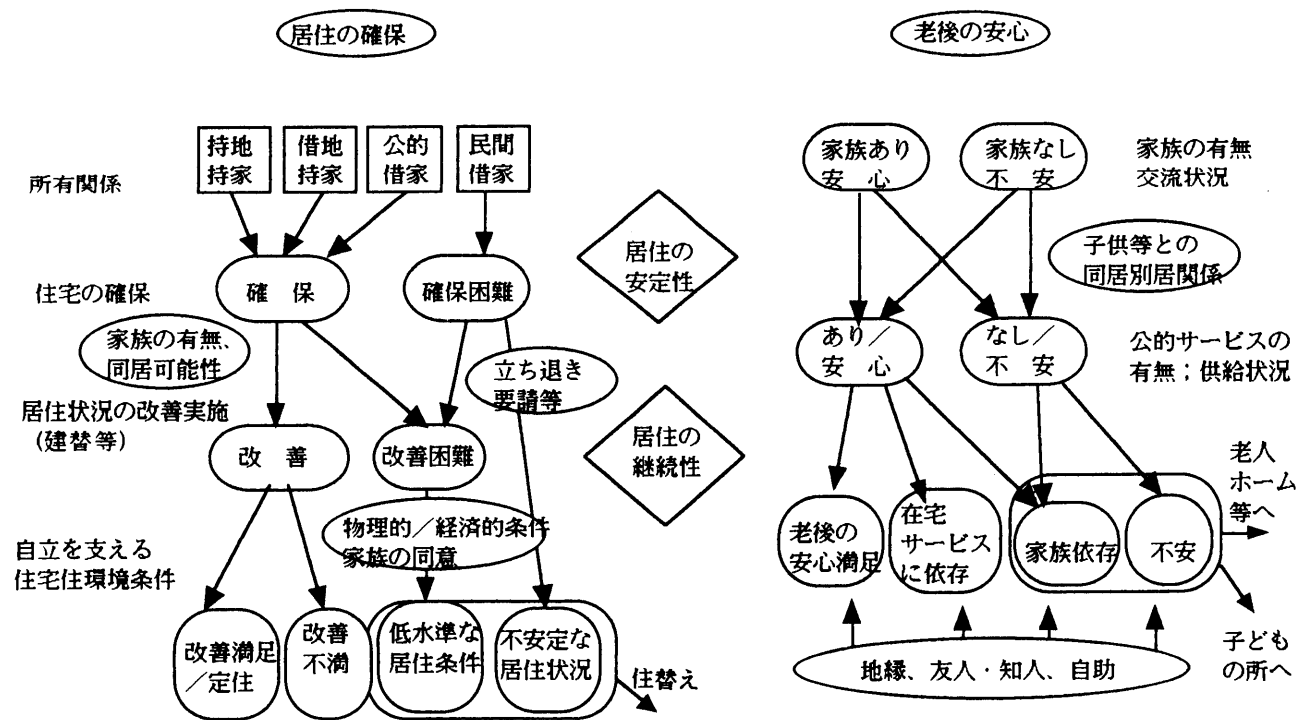 居住の確保
老後の安心
持地
持家
借地
持家
公的
借家
民間
借家
所有関係
確 保
確保困難
住宅の確保
家族の有無、
同居可能性
立ち退き
要請等
居住状況の改善実施
(建替等)
改 善
改善困難
物理的/経済的条件
家族の同意
自立を支える
住宅住環境条件
改善満足
/定住
改善
不満
低水準な
居住条件
不安定な
居住状況
住替え
居住の
安定性
居住の
継続性
家族あり
安 心
家族なし
不 安
家族の有無
交流状況
子供等との
同居別居関係
あり/
安 心
なし/
不 安
公的サービスの
有無;供給状況
老後の
安心満足
在宅
サービス
に依存
家族依存
不安
老人
ホーム
等へ
子ども
の所へ
地縁、友人・知人、自助